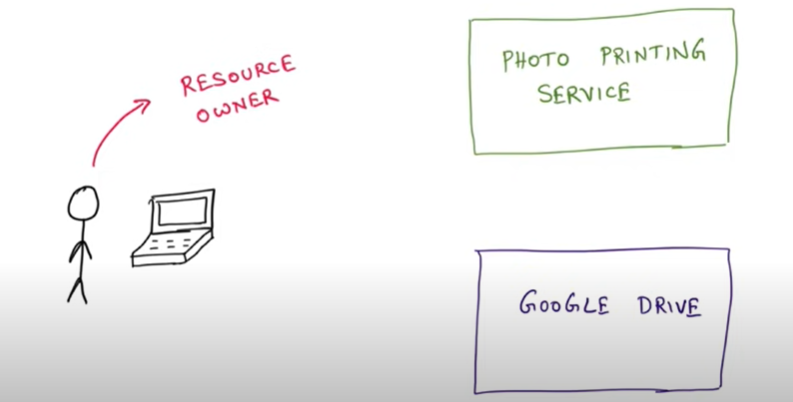 RESOURCE
OWNER
PHOTO PRINTING
SERVICE
GOOGLE DRIVE